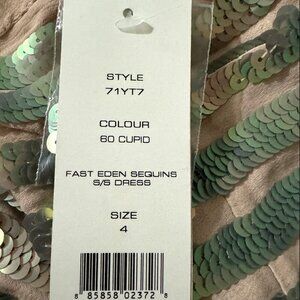 STYLE
71YT7
COLOUR
60 CUPID
FAST EDEN SEQUINS
S/S DRESS
SIZE
4
8 85858 02372 8